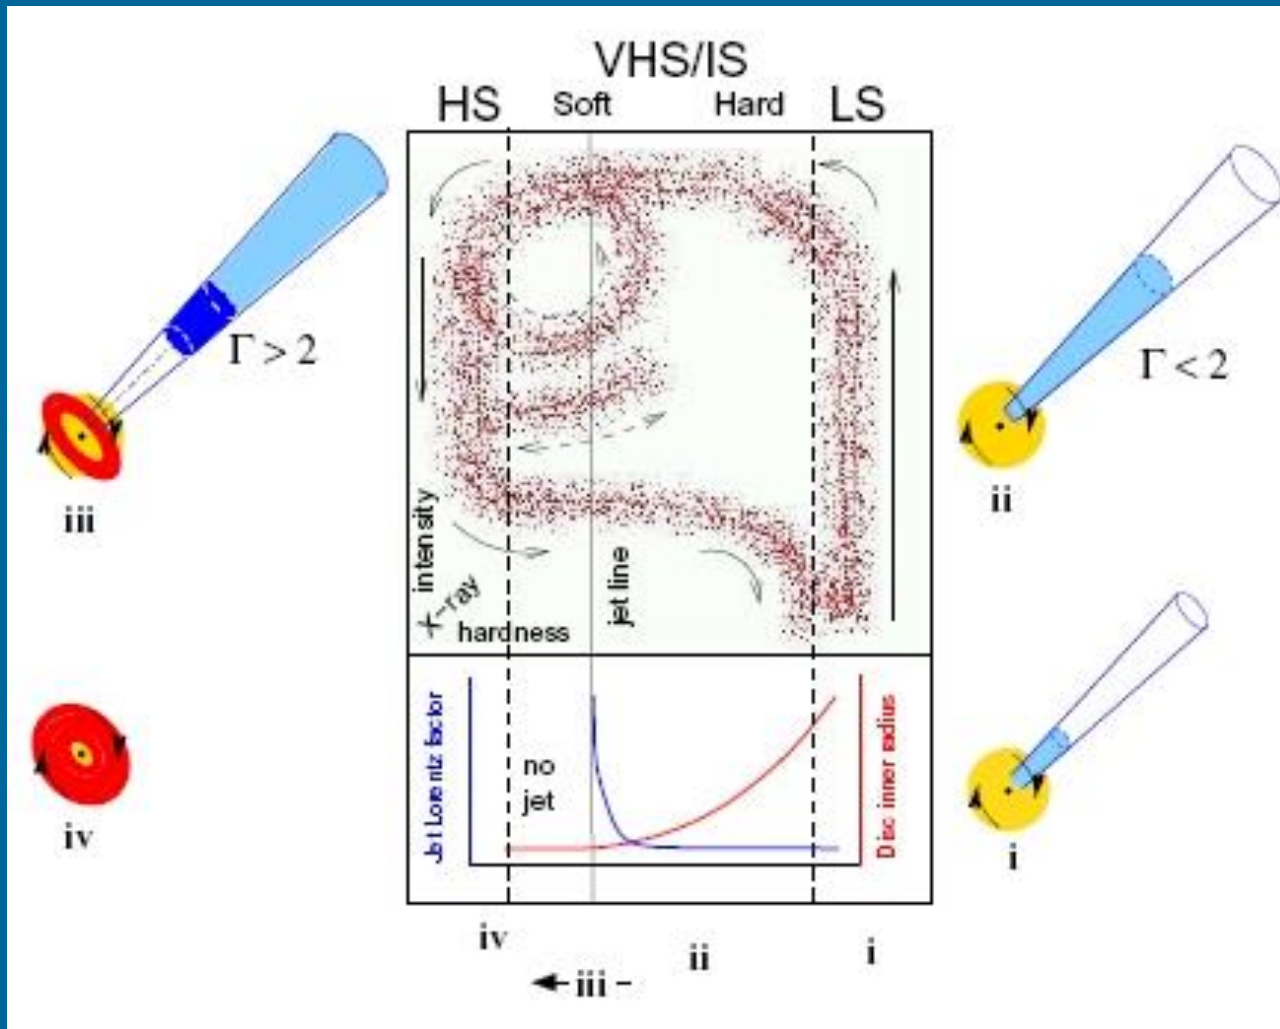 VHS/IS
HS Soft Hard LS
Γ > 2
Γ < 2
iii
ii
intensity
X-ray
hardness
jet line
Jet Lorentz factor
no
jet
Disc inner radius
iv
i
iv
ii
i
iii